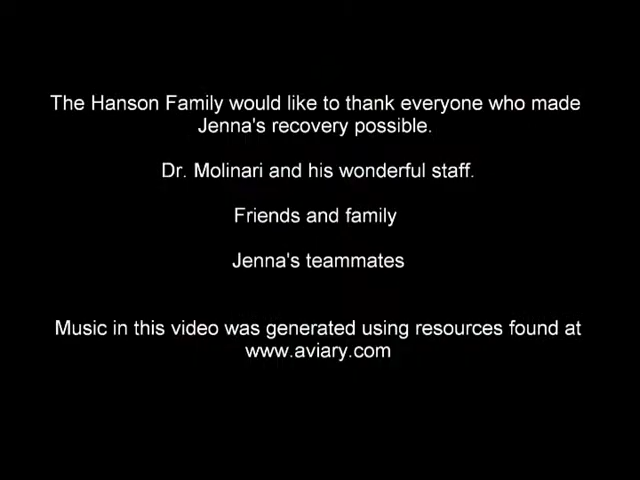 The Hanson Family would like to thank everyone who made
Jenna's recovery possible.
Dr. Molinari and his wonderful staff.
Friends and family
Jenna's teammates
Music in this video was generated using resources found at
www.aviary.com